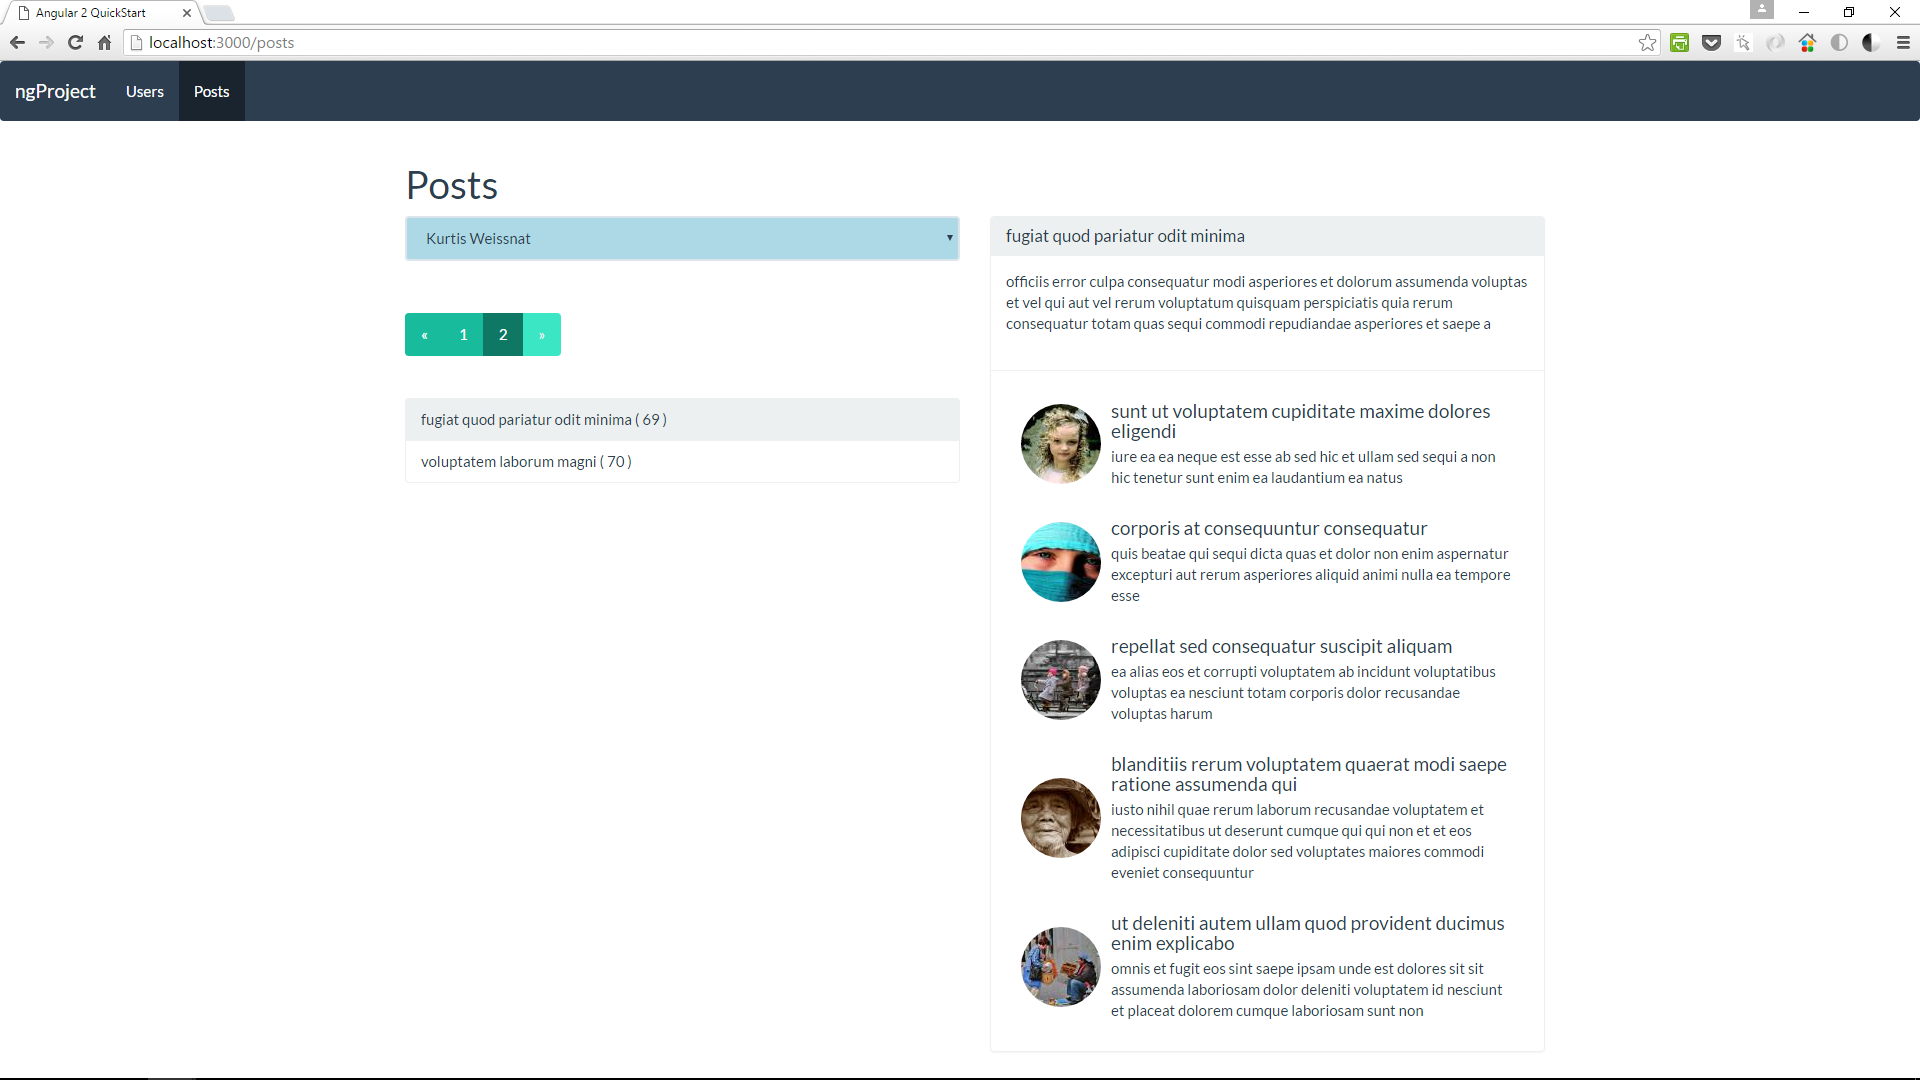 Angular 2 QuickStart
localhost:3000/posts
ngProject Users Posts
Posts
Kurtis Weissnat
« 1 2 »
fugiat quod pariatur odit minima ( 69 )
voluptatem laborum magni ( 70 )
fugiat quod pariatur odit minima
officiis error culpa consequatur modi asperiores et dolorum assumenda voluptas
et vel qui aut vel rerum voluptatum quisquam perspiciatis quia rerum
consequatur totam quas sequi commodi repudiandae asperiores et saepe a
sunt ut voluptatem cupiditate maxime dolores
eligendi
iure ea ea neque est esse ab sed hic et ullam sed sequi a non
hic tenetur sunt enim ea laudantium ea natus
corporis at consequuntur consequatur
quis beatae qui sequi dicta quas et dolor non enim aspernatur
excepturi aut rerum asperiores aliquid animi nulla ea tempore
esse
repellat sed consequatur suscipit aliquam
ea alias eos et corrupti voluptatem ab incidunt voluptatibus
voluptas ea nesciunt totam corporis dolor recusandae
voluptas harum
blanditiis rerum voluptatem quaerat modi saepe
ratione assumenda qui
iusto nihil quae rerum laborum recusandae voluptatem et
necessitatibus ut deserunt cumque qui qui non et et eos
adipisci cupiditate dolor sed voluptates maiores commodi
eveniet consequuntur
ut deleniti autem ullam quod provident ducimus
enim explicabo
omnis et fugit eos sint saepe ipsam unde est dolores sit sit
assumenda laboriosam dolor deleniti voluptatem id nesciunt
et placeat dolorem cumque laboriosam sunt non